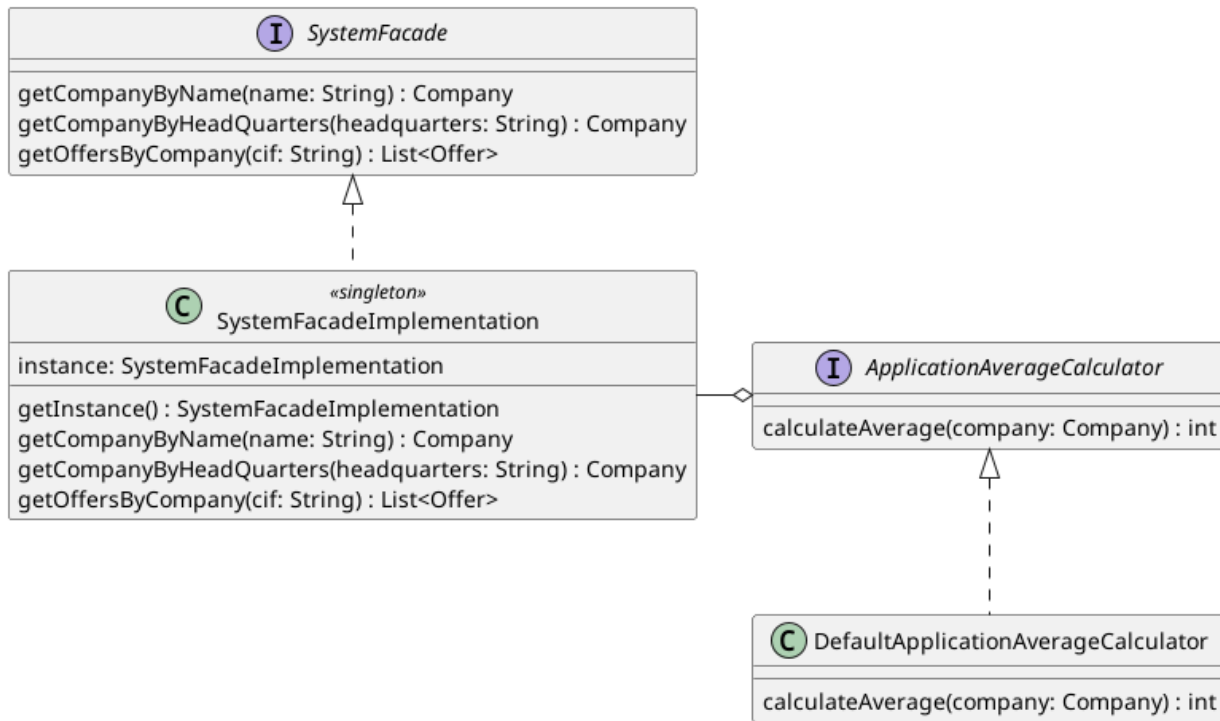 I SystemFacade
getCompanyByName(name: String) : Company
getCompanyByHeadQuarters(headquarters: String) : Company
getOffersByCompany(cif: String) : List<Offer>
«singleton»
C SystemFacadeImplementation
instance: SystemFacadeImplementation
getInstance() : SystemFacadeImplementation
getCompanyByName(name: String) : Company
getCompanyByHeadQuarters(headquarters: String) : Company
getOffersByCompany(cif: String) : List<Offer>
I ApplicationAverageCalculator
calculateAverage(company: Company) : int
C DefaultApplicationAverageCalculator
calculateAverage(company: Company) : int